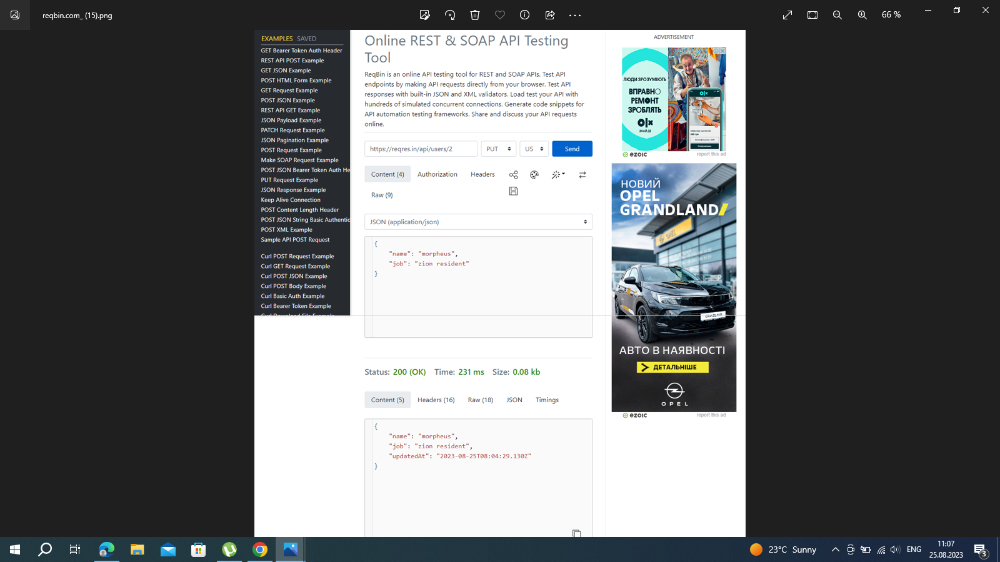 reqbin.com_ (15).png
66 %
EXAMPLES SAVED
GET Bearer Token Auth Header
REST API POST Example
GET JSON Example
POST HTML Form Example
GET Request Example
POST JSON Example
REST API GET Example
JSON Payload Example
PATCH Request Example
JSON Pagination Example
POST Request Example
Make SOAP Request Example
POST JSON Bearer Token Auth He
PUT Request Example
JSON Response Example
Keep Alive Connection
POST Content Length Header
POST JSON String Basic Authentic
POST XML Example
Sample API POST Request
Curl POST Request Example
Curl GET Request Example
Curl POST JSON Example
Curl POST Body Example
Curl Basic Auth Example
Curl Bearer Token Example
Online REST & SOAP API Testing
Tool
ReqBin is an online API testing tool for REST and SOAP APIs. Test API
endpoints by making API requests directly from your browser. Test API
responses with built-in JSON and XML validators. Load test your API with
hundreds of simulated concurrent connections. Generate code snippets for
API automation testing frameworks. Share and discuss your API requests
online.
https://reqres.in/api/users/2 PUT US Send
Content (4) Authorization Headers
Raw (9)
JSON (application/json)
{
"name": "morpheus",
"job": "zion resident"
}
Status: 200 (OK) Time: 231 ms Size: 0.08 kb
Content (5) Headers (16) Raw (18) JSON Timings
{
"name": "morpheus",
"job": "zion resident",
"updatedAt": "2023-08-25T08:04:29.130Z"
}
ADVERTISEMENT
ЛЮДИ ЗРОЗУМІЮТЬ
ВПРАВНО
РЕМОНТ
ЗРОБЛЯТЬ
olx
ЗНАЙДЕ
ezoic report this ad
НОВИЙ
OPEL
GRANDLAND
OPEL
GRANDLAND
АВТО В НАЯВНОСТІ
ДЕТАЛЬНІШЕ
OPEL
ezoic report this ad
23°C Sunny
ENG
11:07
25.08.2023
3